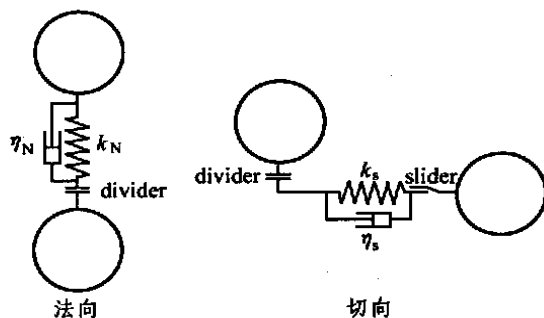 η_N
k_N
divider
法向
divider
k_s
slider
η_s
切向